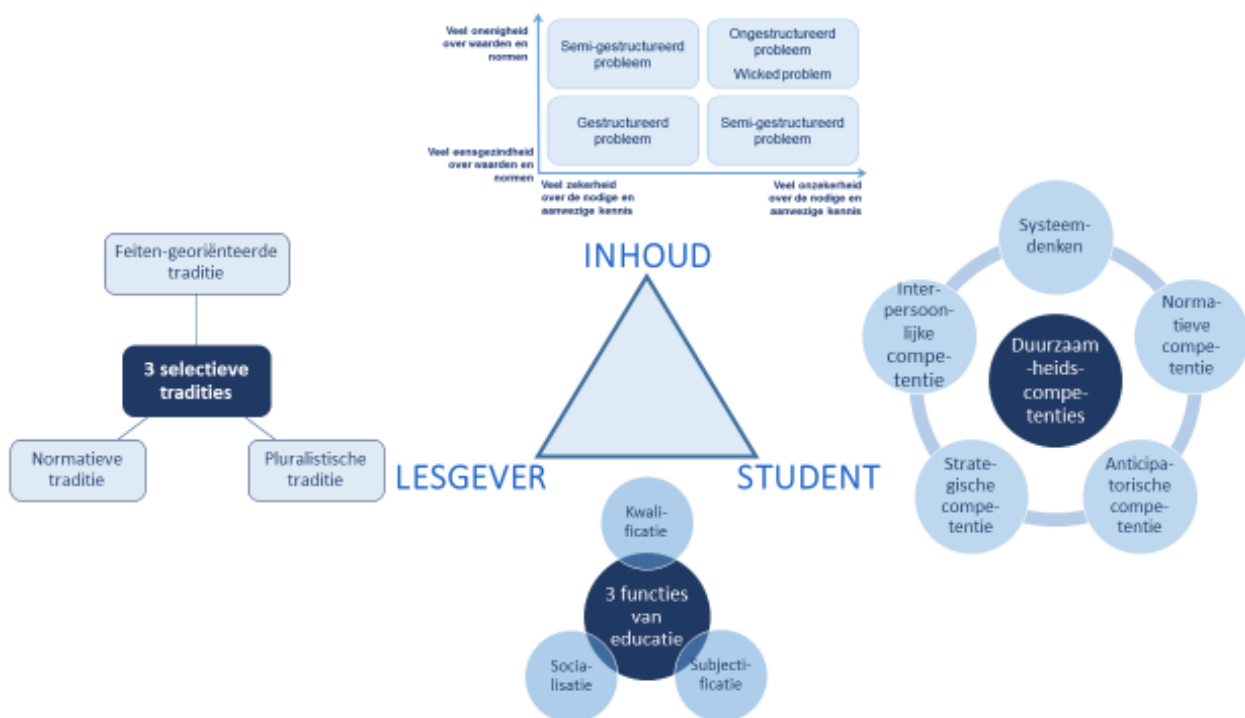 Veel onenigheid
over waarden en
normen
Semi-gestructureerd
probleem
Ongestructureerd
probleem
Wicked problem
Gestructureerd
probleem
Semi-gestructureerd
probleem
Veel eensgezindheid
over waarden en
normen
Veel zekerheid
over de nodige en
aanwezige kennis
Veel onzekerheid
over de nodige en
aanwezige kennis
INHOUD
LESGEVER
STUDENT
Feiten-georiënteerde
traditie
3 selectieve
tradities
Normatieve
traditie
Pluralistische
traditie
Systeem-
denken
Inter-
persoon-
lijke
compe-
tentie
Norma-
tieve
compe-
tentie
Duurzaam
-heids-
compe-
tenties
Strate-
gische
compe-
tentie
Anticipa-
torische
compe-
tentie
Kwali-
ficatie
3 functies
van
educatie
Socia-
lisatie
Subjecti-
ficatie